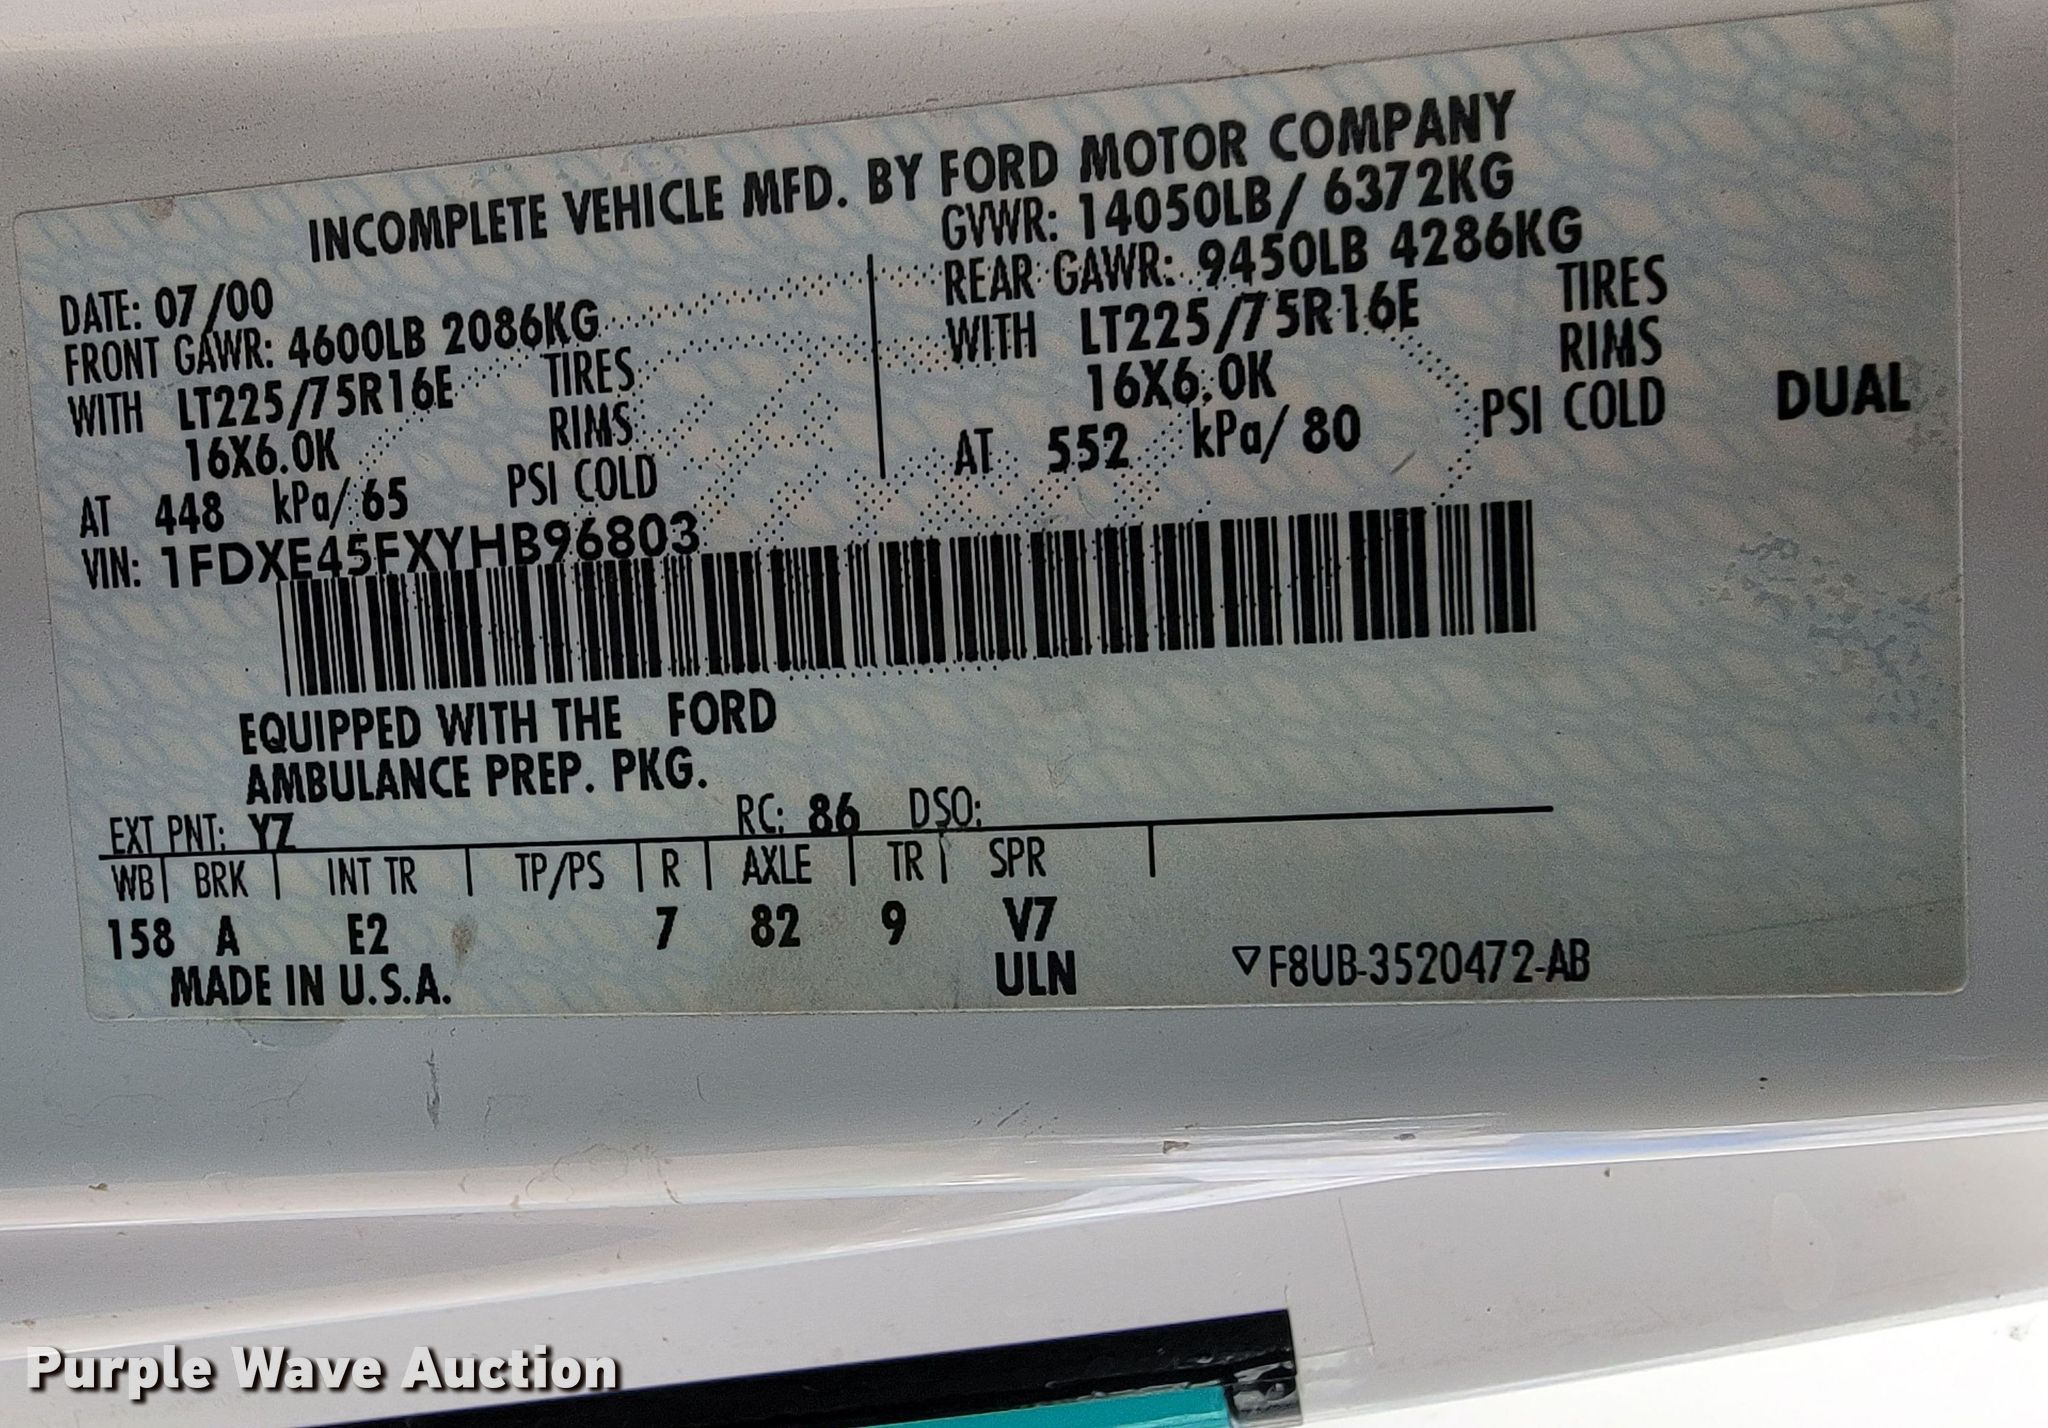 INCOMPLETE VEHICLE MFD. BY FORD MOTOR COMPANY
DATE: 07/00 GVWR: 14050LB/ 6372KG
FRONT GAWR: 4600LB 2086KG REAR GAWR: 9450LB 4286KG
WITH LT225/75R16E TIRES WITH LT225/75R16E TIRES
16X6.0K RIMS 16X6.0K RIMS
AT 448 kPa/ 65 PSI COLD AT 552 kPa/ 80 PSI COLD DUAL
VIN: 1FDXE45FXYHB96803
EQUIPPED WITH THE FORD
AMBULANCE PREP. PKG.
EXT PNT: YZ RC: 86 DSO:
WB BRK INT TR TP/PS R AXLE TR SPR
158 A E2 7 82 9 V7
MADE IN U.S.A. ULN ▽F8UB-3520472-AB
Purple Wave Auction